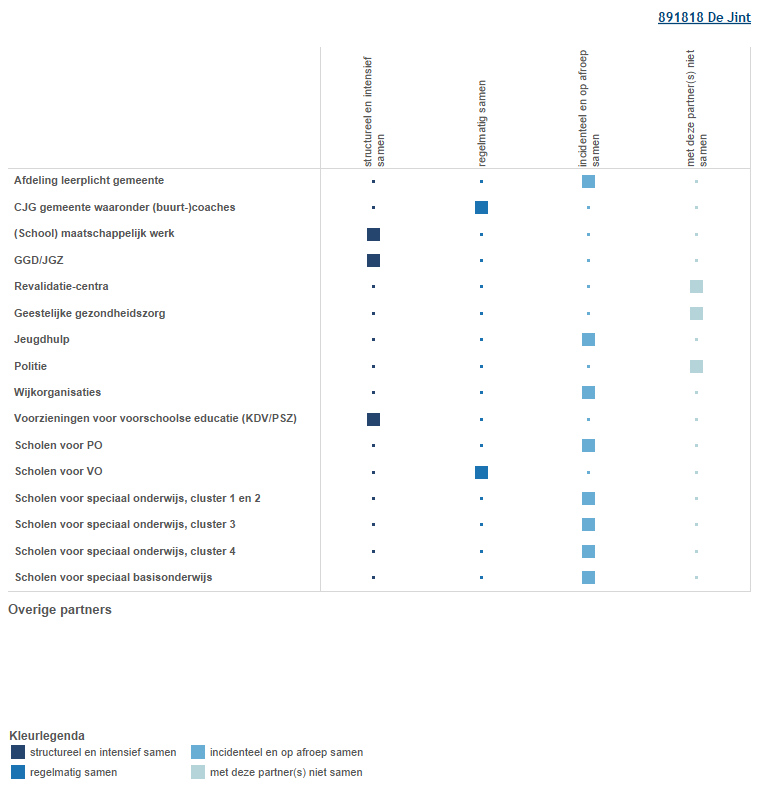 891818 De Jint
structureel en intensief
samen
regelmatig samen
incidenteel en op afroep
samen
met deze partner(s) niet
samen
Afdeling leerplicht gemeente
CJG gemeente waaronder (buurt-)coaches
(School) maatschappelijk werk
GGD/JGZ
Revalidatie-centra
Geestelijke gezondheidszorg
Jeugdhulp
Politie
Wijkorganisaties
Voorzieningen voor voorschoolse educatie (KDV/PSZ)
Scholen voor PO
Scholen voor VO
Scholen voor speciaal onderwijs, cluster 1 en 2
Scholen voor speciaal onderwijs, cluster 3
Scholen voor speciaal onderwijs, cluster 4
Scholen voor speciaal basisonderwijs
Overige partners
Kleurlegenda
structureel en intensief samen
incidenteel en op afroep samen
regelmatig samen
met deze partner(s) niet samen